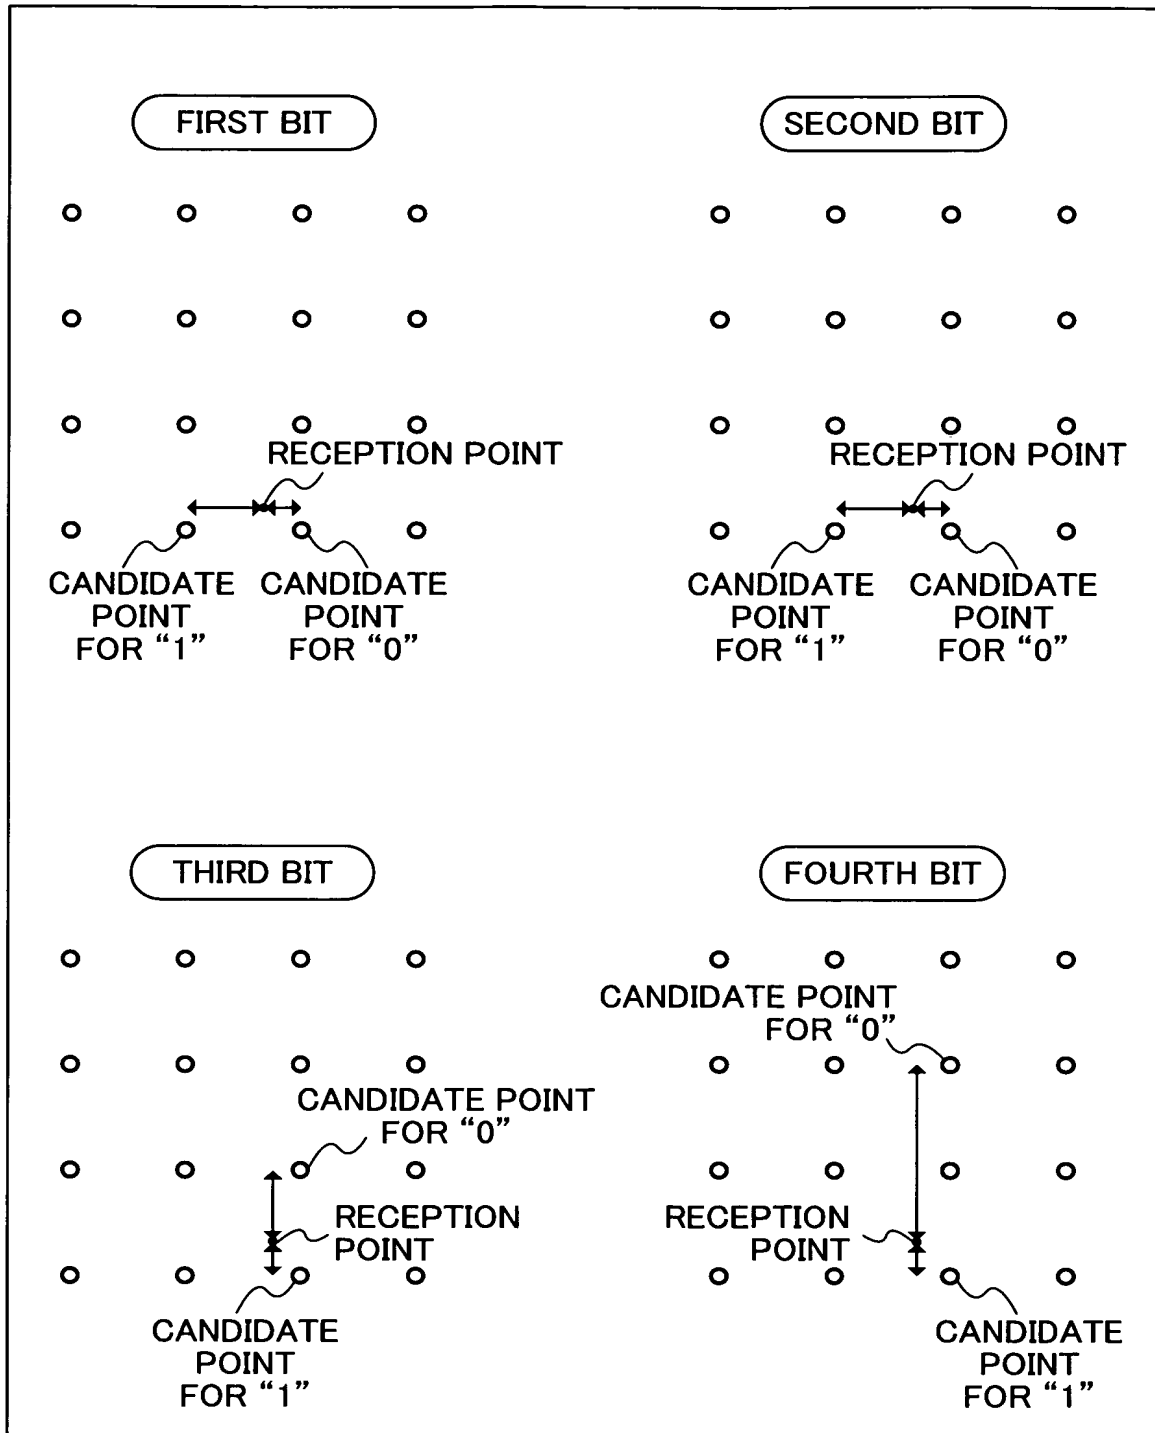 FIRST BIT
RECEPTION POINT
CANDIDATE
POINT
FOR “1”
CANDIDATE
POINT
FOR “0”
SECOND BIT
RECEPTION POINT
CANDIDATE
POINT
FOR “1”
CANDIDATE
POINT
FOR “0”
THIRD BIT
CANDIDATE POINT
FOR “0”
RECEPTION
POINT
CANDIDATE
POINT
FOR “1”
FOURTH BIT
CANDIDATE POINT
FOR “0”
RECEPTION
POINT
CANDIDATE
POINT
FOR “1”